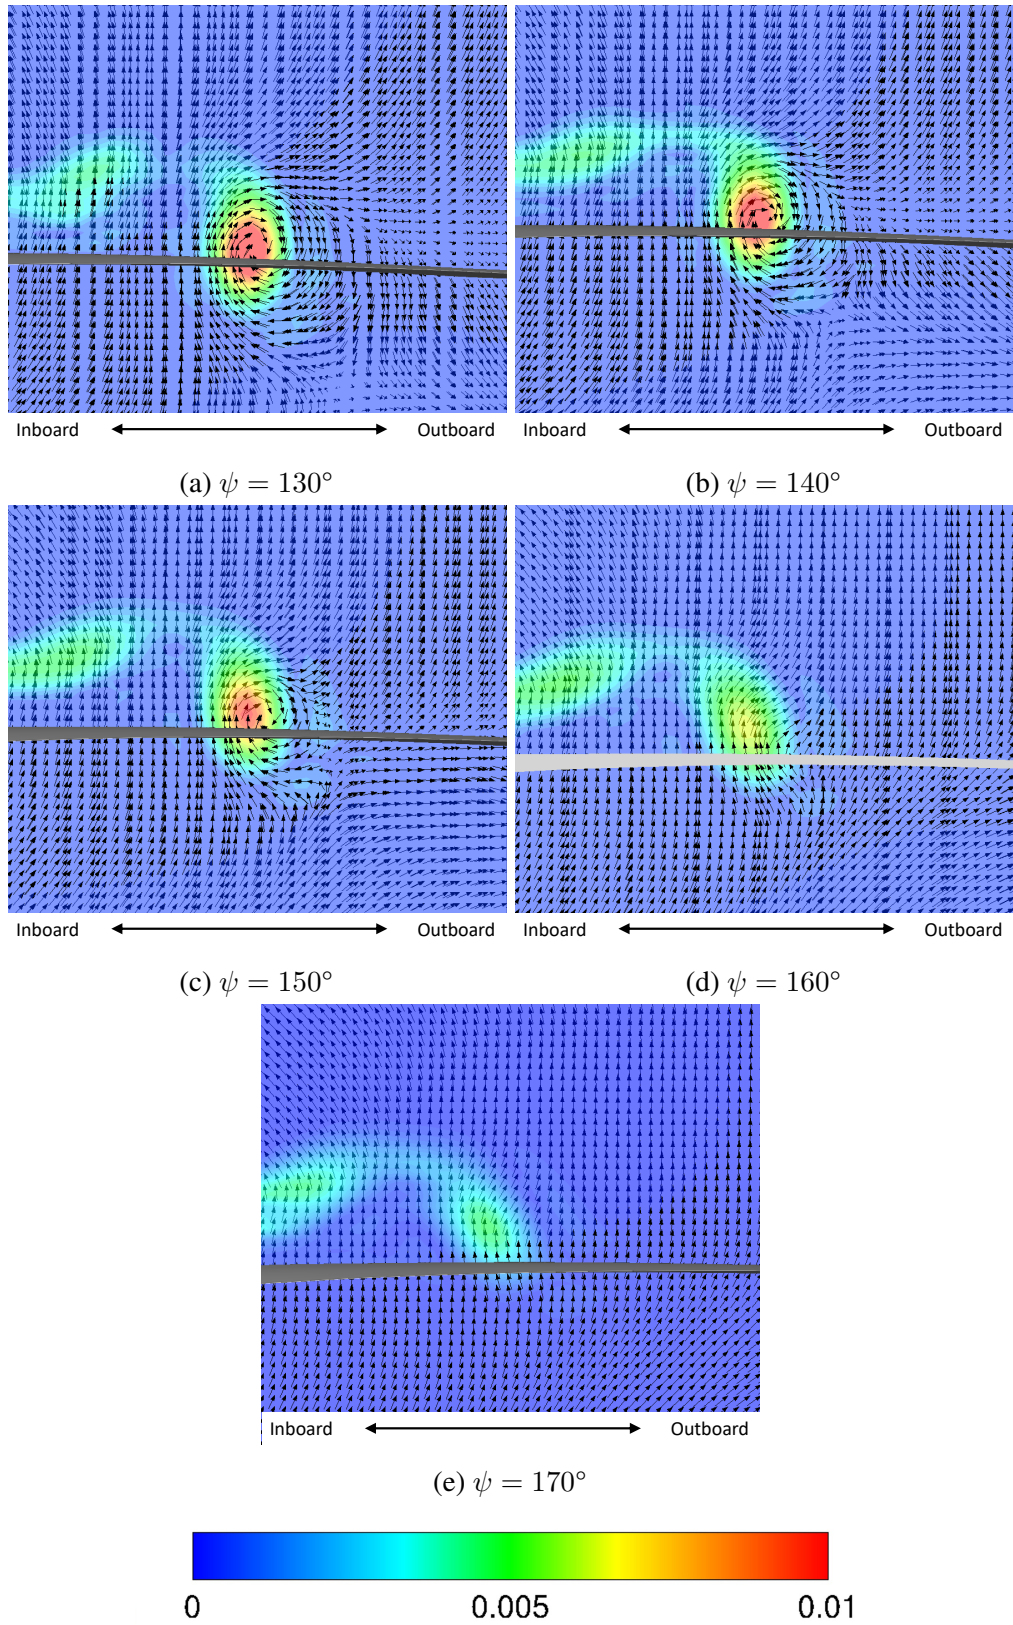 Inboard Outboard Inboard Outboard
(a) ψ = 130° (b) ψ = 140°
Inboard Outboard Inboard Outboard
(c) ψ = 150° (d) ψ = 160°
Inboard Outboard
(e) ψ = 170°
0 0.005 0.01